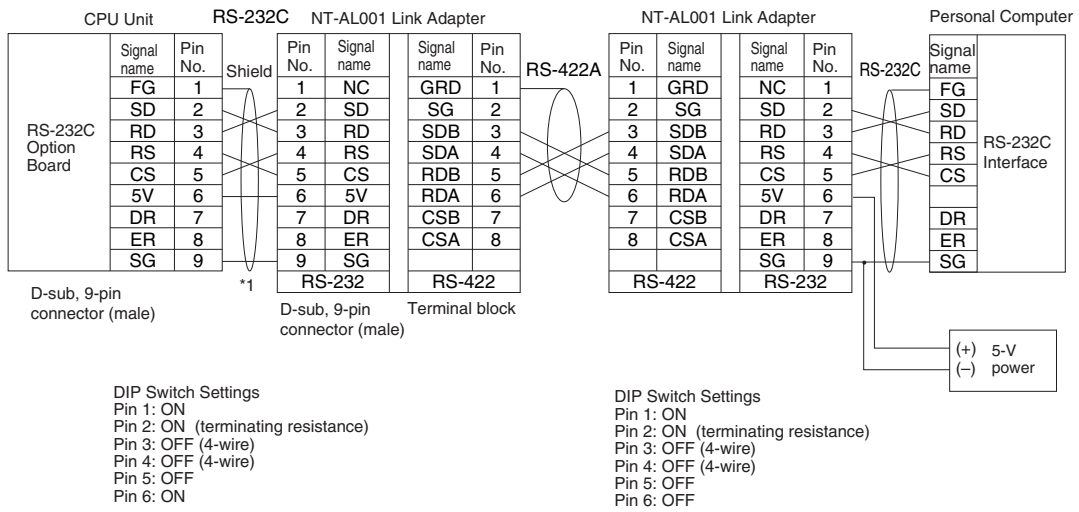 CPU Unit RS-232C NT-AL001 Link Adapter NT-AL001 Link Adapter Personal Computer
Signal name Pin No. Shield Pin No. Signal name Signal name Pin No. RS-422A Pin No. Signal name Signal name Pin No. RS-232C Signal name
FG 1 1 NC GRD 1 1 GRD NC 1 FG
SD 2 2 SD SG 2 2 SG SD 2 SD
RS-232C Option Board RD 3 3 RD SDB 3 3 SDB RD 3 RD RS-232C Interface
RS 4 4 RS SDA 4 4 SDA RS 4 RS
CS 5 5 CS RDB 5 5 RDB CS 5 CS
5V 6 6 5V RDA 6 6 RDA 5V 6
DR 7 7 DR CSB 7 7 CSB DR 7 DR
ER 8 8 ER CSA 8 8 CSA ER 8 ER
SG 9 9 SG SG 9 SG
*1 RS-232 RS-422 RS-422 RS-232
D-sub, 9-pin
connector (male)
D-sub, 9-pin
connector (male)
Terminal block
(+) 5-V
(–) power
DIP Switch Settings
Pin 1: ON
Pin 2: ON (terminating resistance)
Pin 3: OFF (4-wire)
Pin 4: OFF (4-wire)
Pin 5: OFF
Pin 6: ON
DIP Switch Settings
Pin 1: ON
Pin 2: ON (terminating resistance)
Pin 3: OFF (4-wire)
Pin 4: OFF (4-wire)
Pin 5: OFF
Pin 6: OFF